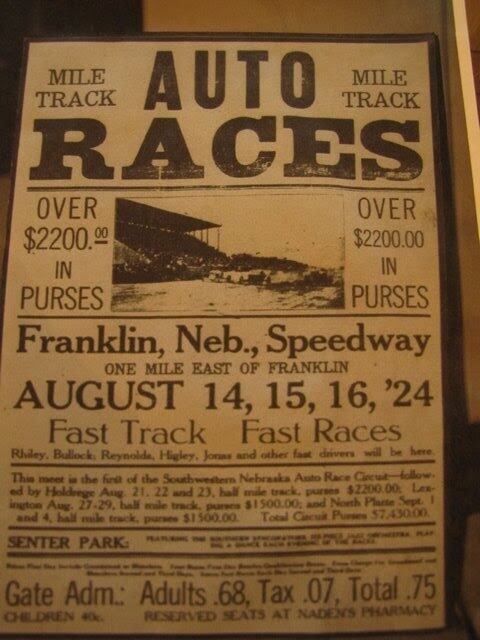 MILE TRACK
AUTO
MILE TRACK
RACES
OVER
$2200.00
IN
PURSES
OVER
$2200.00
IN
PURSES
Franklin, Neb., Speedway
ONE MILE EAST OF FRANKLIN
AUGUST 14, 15, 16, '24
Fast Track Fast Races
Rhiley, Bullock, Reynolds, Higley, Jonas and other fast drivers will be here.
This meet is the first of the Southwestern Nebraska Auto Race Circuit—follow-
ed by Holdrege Aug. 21, 22 and 23, half mile track, purses $2200.00; Lex-
ington Aug. 27-29, half mile track, purses $1500.00; and North Platte Sept. 1
and 4, half mile track, purses $1500.00. Total Circuit Purses $7,430.00.
SENTER PARK:
Gate Adm.: Adults .68, Tax .07, Total .75
CHILDREN 40c. RESERVED SEATS AT NADEN'S PHARMACY